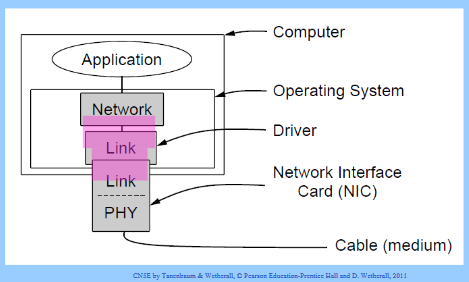 Computer
Application
Operating System
Network
Driver
Link
Link
Network Interface
Card (NIC)
PHY
Cable (medium)
CN5E by Tanenbaum & Wetherall, © Pearson Education-Prentice Hall and D. Wetherall, 2011